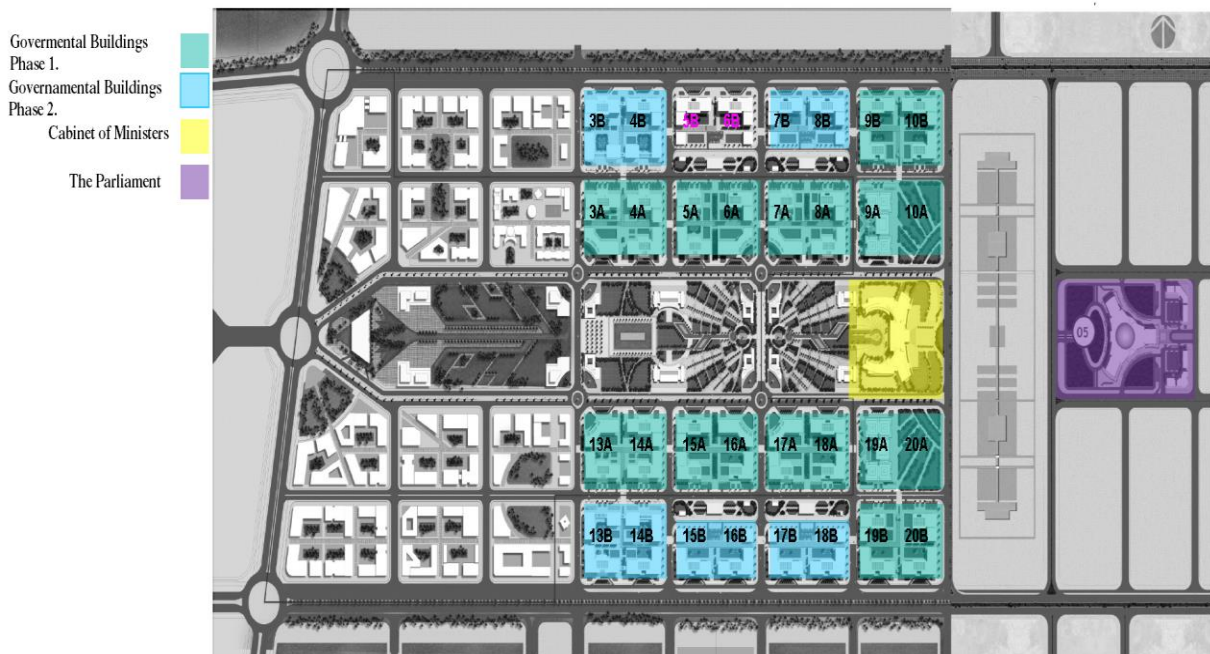 Govermental Buildings
Phase 1.
Governamental Buildings
Phase 2.
Cabinet of Ministers
The Parliament
3B 4B 5B 6B 7B 8B 9B 10B
3A 4A 5A 6A 7A 8A 9A 10A
05
13A 14A 15A 16A 17A 18A 19A 20A
13B 14B 15B 16B 17B 18B 19B 20B